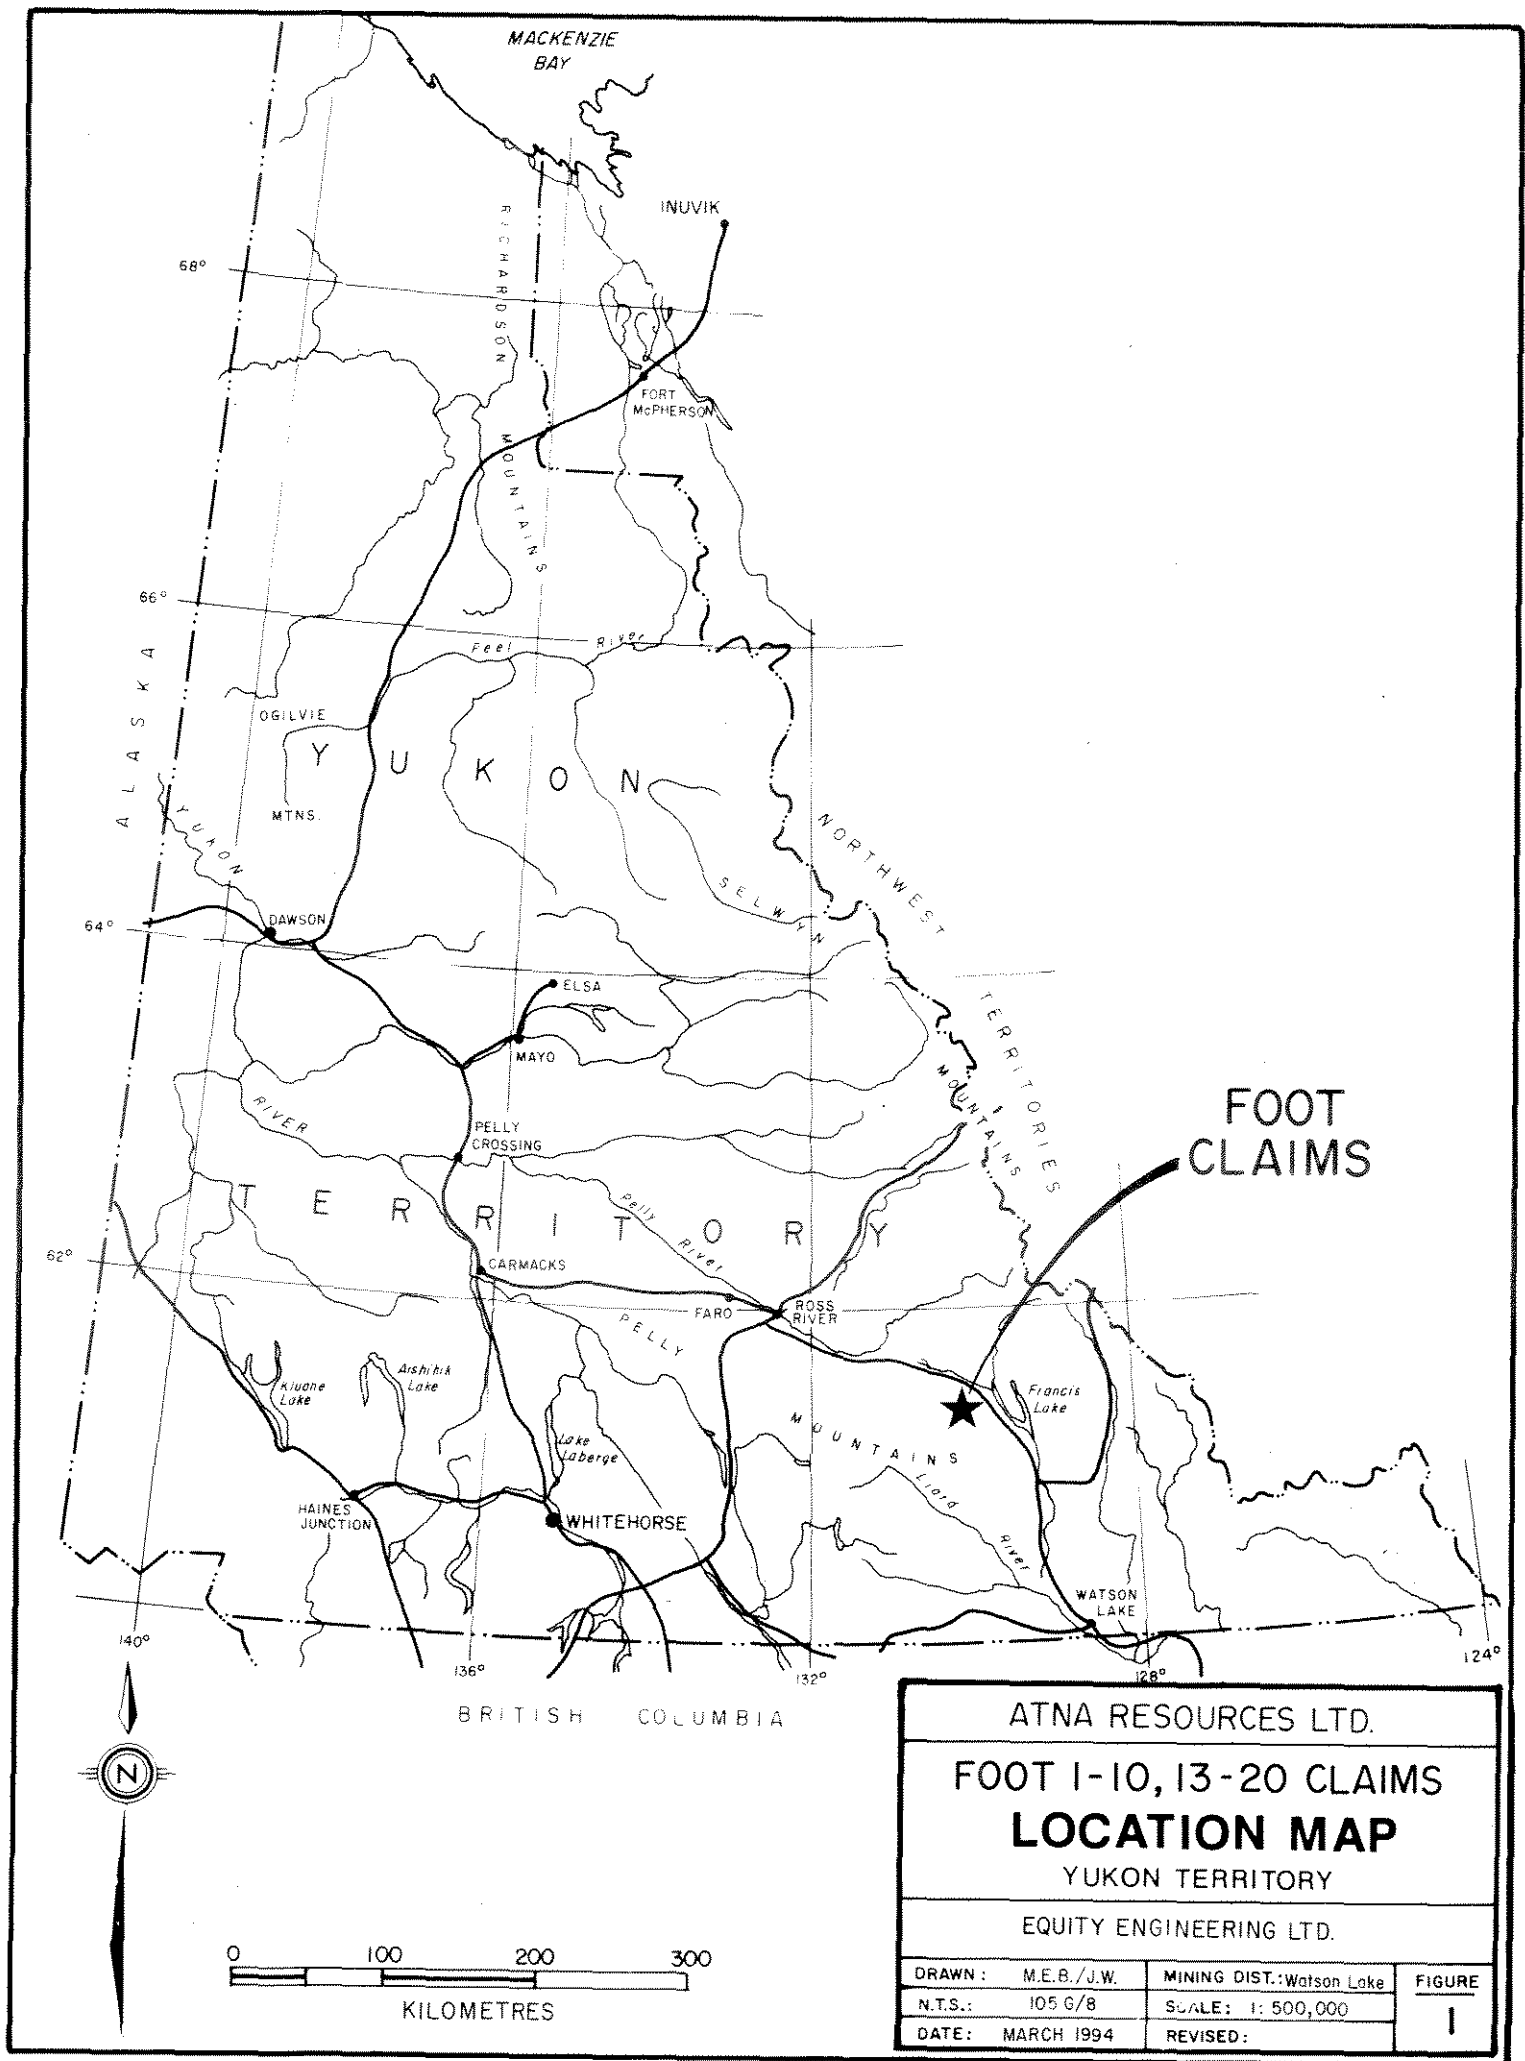 MACKENZIE
BAY
INUVIK
RICHARDSON
MOUNTAINS
68°
FORT
McPHERSON
66°
Peel River
ALASKA
OGILVIE
MTNS.
YUKON
YUKON
NORTHWEST
TERRITORIES
SELWYN
MOUNTAINS
DAWSON
64°
ELSA
MAYO
RIVER
PELLY
CROSSING
FOOT
CLAIMS
TERRITORY
Pelly
River
62°
CARMACKS
FARO
ROSS
RIVER
PELLY
MOUNTAINS
Kluane
Lake
Aishihik
Lake
Francis
Lake
Lake
Laberge
Liard
River
HAINES
JUNCTION
WHITEHORSE
WATSON
LAKE
140°
136°
132°
128°
124°
BRITISH COLUMBIA
N
0 100 200 300
KILOMETRES
ATNA RESOURCES LTD.
FOOT 1-10, 13-20 CLAIMS
LOCATION MAP
YUKON TERRITORY
EQUITY ENGINEERING LTD.
DRAWN: M.E.B./J.W.
MINING DIST.: Watson Lake
FIGURE
1
N.T.S.: 105 G/8
SCALE: 1: 500,000
DATE: MARCH 1994
REVISED: